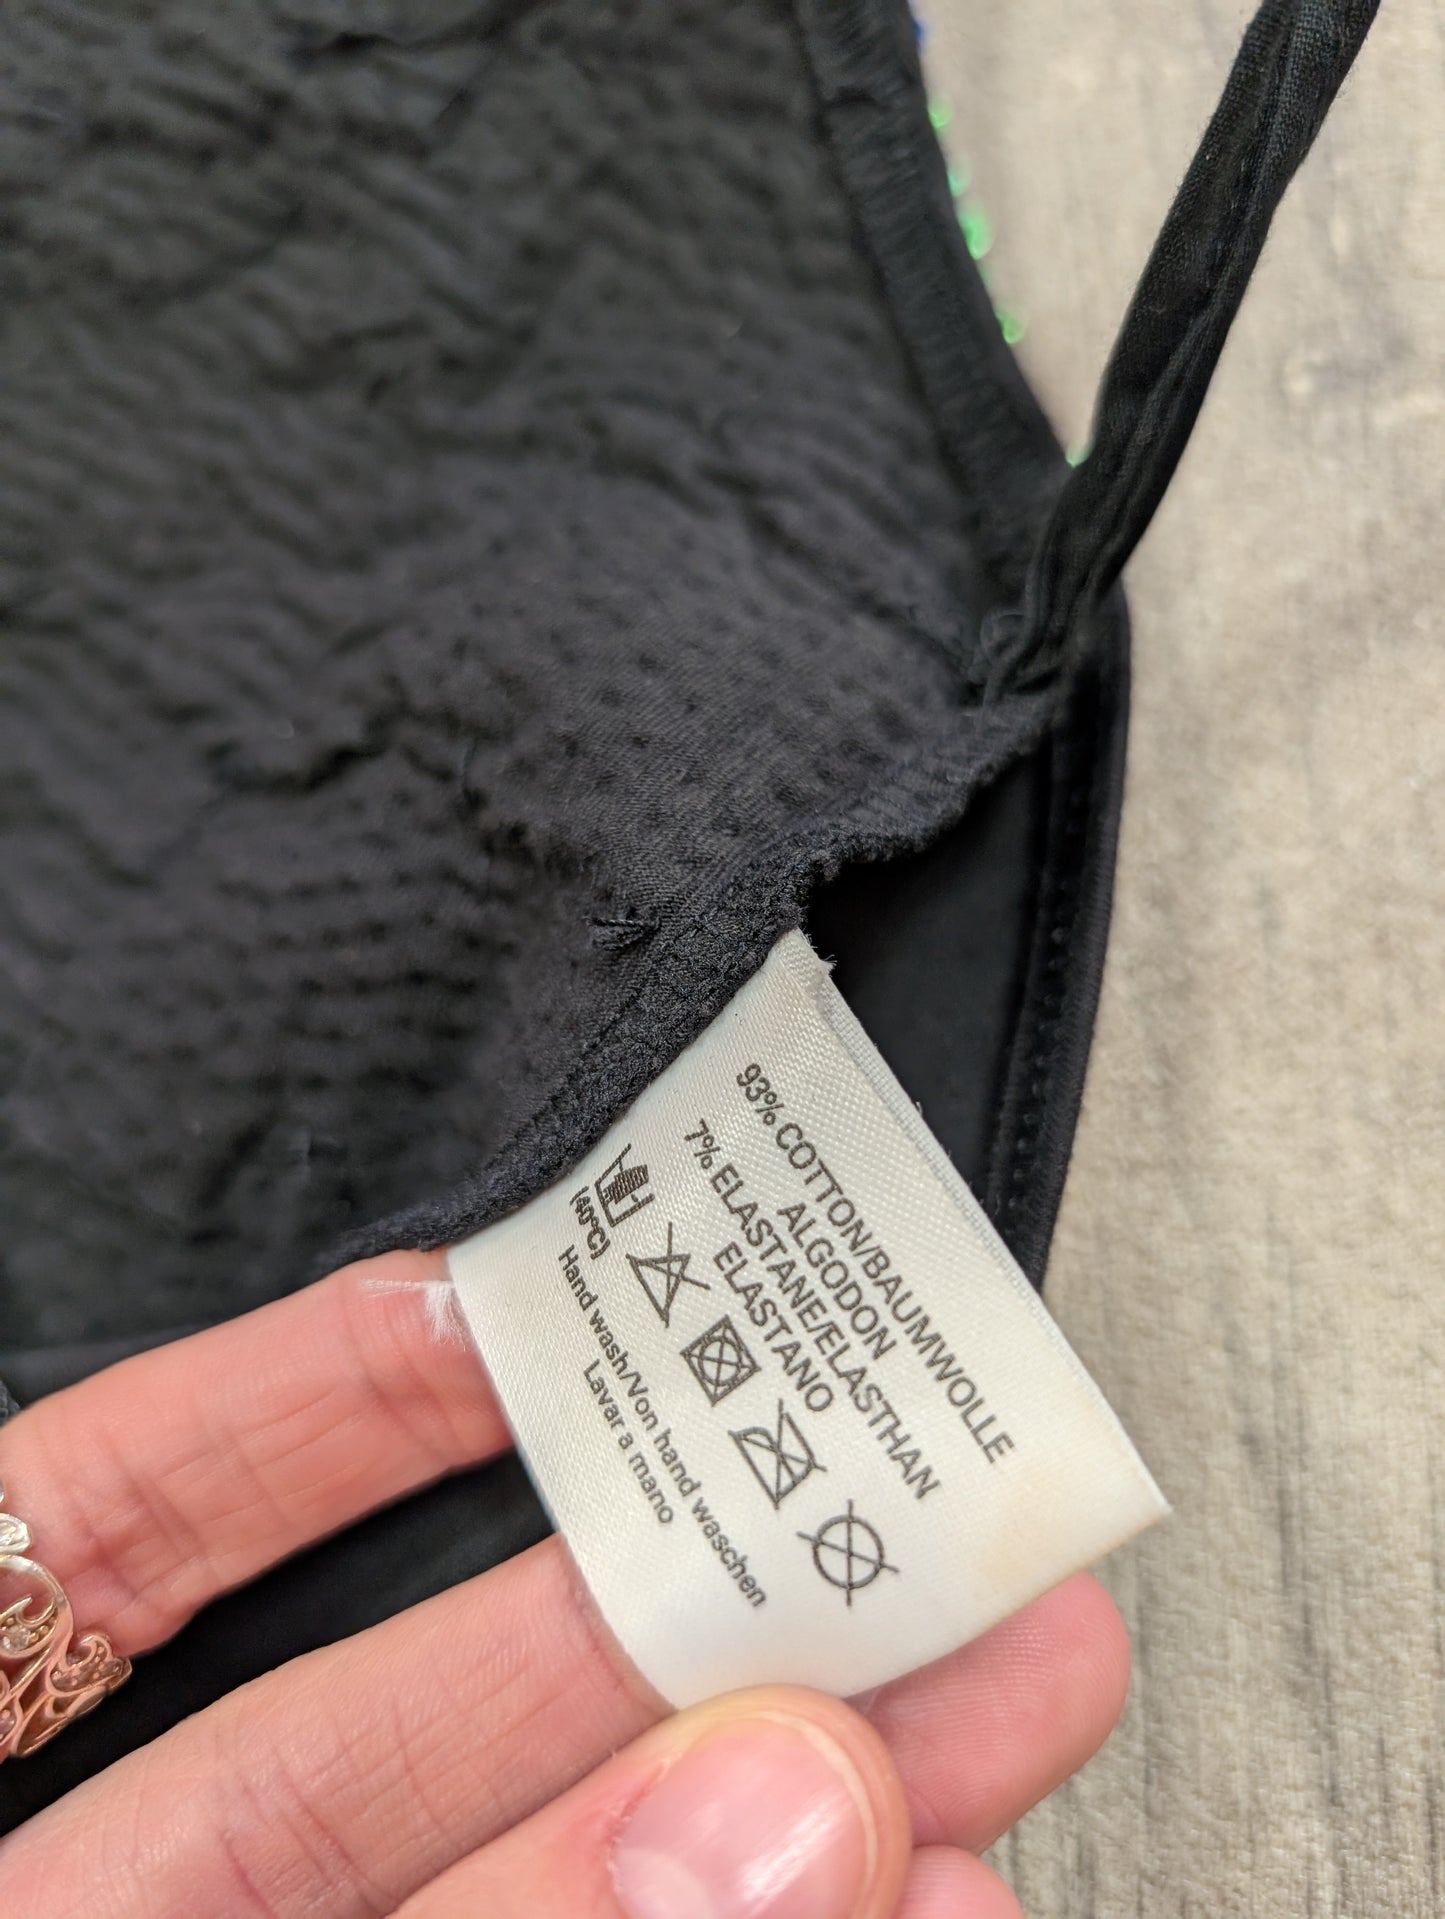 93% COTTON/BAUMWOLLE
ALGODON
7% ELASTANE/ELASTHAN
ELASTANO
(40°C)
Hand wash/Von hand waschen
Lavar a mano